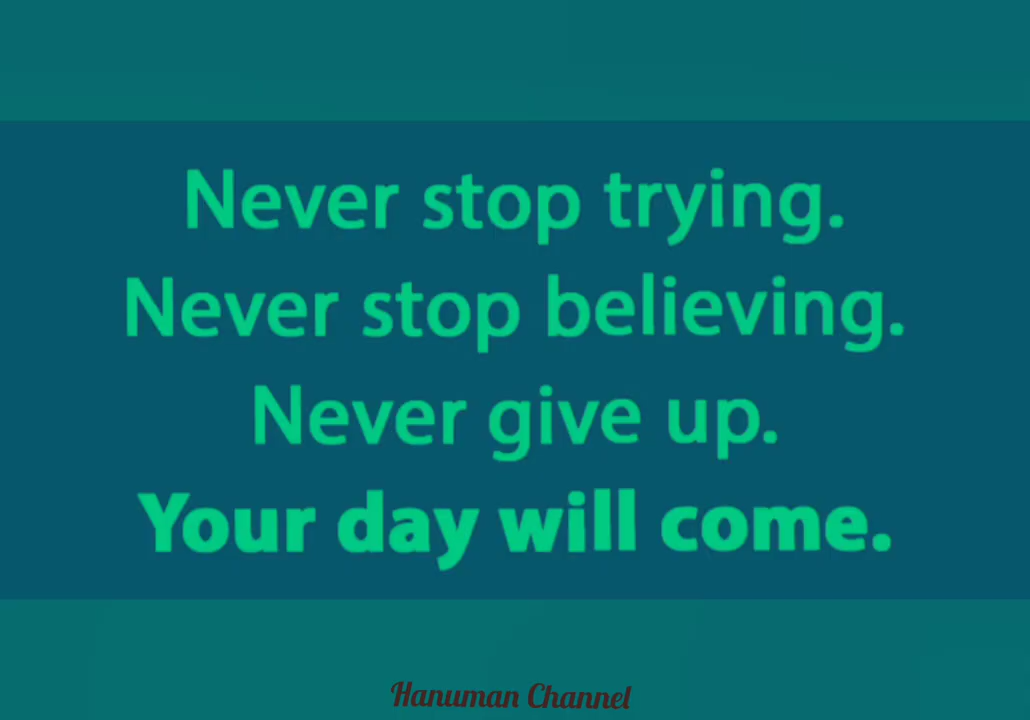 Never stop trying.
Never stop believing.
Never give up.
Your day will come.
Hanuman Channel